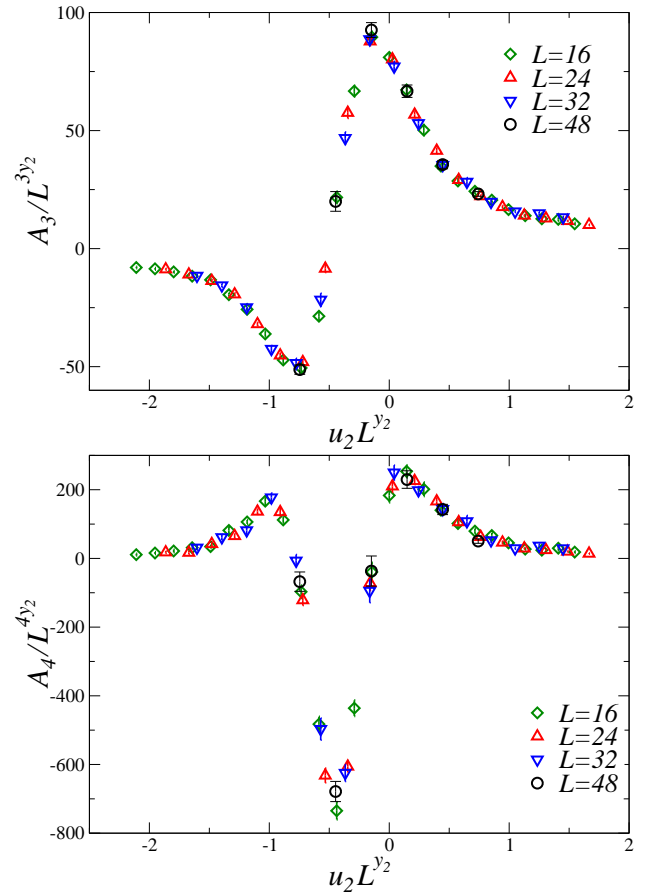 100
50
0
-50
A_3/L^{3y_2}
L=16
L=24
L=32
L=48
-2
-1
0
1
2
u_2L^{y_2}
200
0
-200
-400
-600
-800
A_4/L^{4y_2}
L=16
L=24
L=32
L=48
-2
-1
0
1
2
u_2L^{y_2}